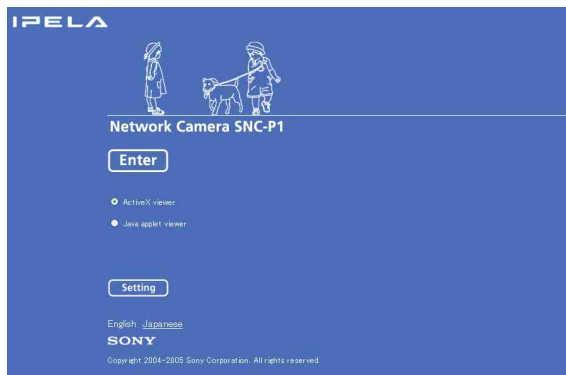 IPELA
Network Camera SNC-P1
Enter
ActiveX viewer
Java applet viewer
Setting
English Japanese
SONY
Copyright 2004-2005 Sony Corporation. All rights reserved.